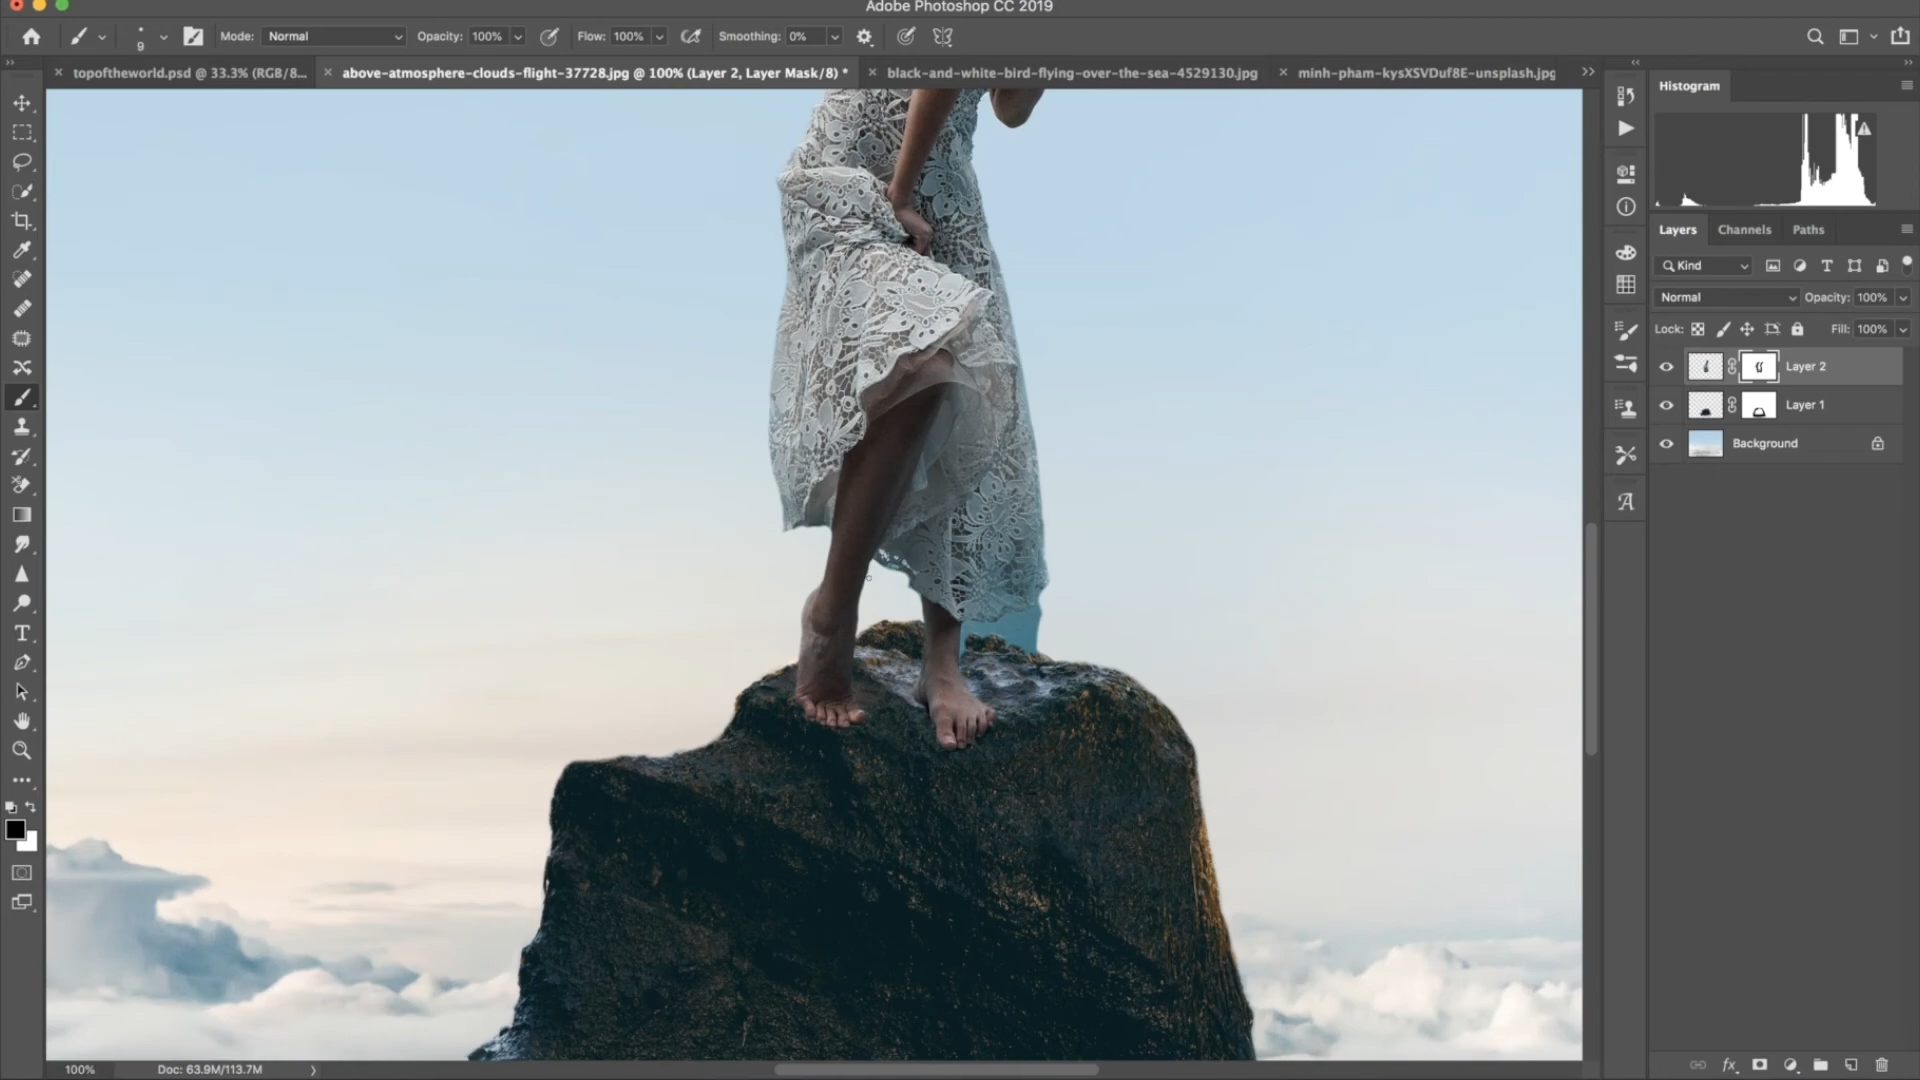 Adobe Photoshop CC 2019
9 Mode: Normal Opacity: 100% Flow: 100% Smoothing: 0%
topoftheworld.psd @ 33.3% (RGB/8... above-atmosphere-clouds-flight-37728.jpg @ 100% (Layer 2, Layer Mask/8) * black-and-white-bird-flying-over-the-sea-4529130.jpg minh-pham-kysXSVDuf8E-unsplash.jpg
Histogram
Layers Channels Paths
Kind
Normal Opacity: 100%
Lock: Fill: 100%
Layer 2
Layer 1
Background
100% Doc: 63.9M/113.7M